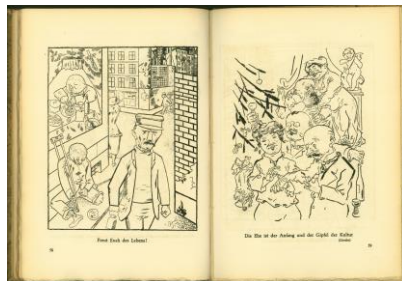 Freut Euch des Lebens!
Die Ehe ist der Anfang und der Gipfel der Kultur
(Goethe)